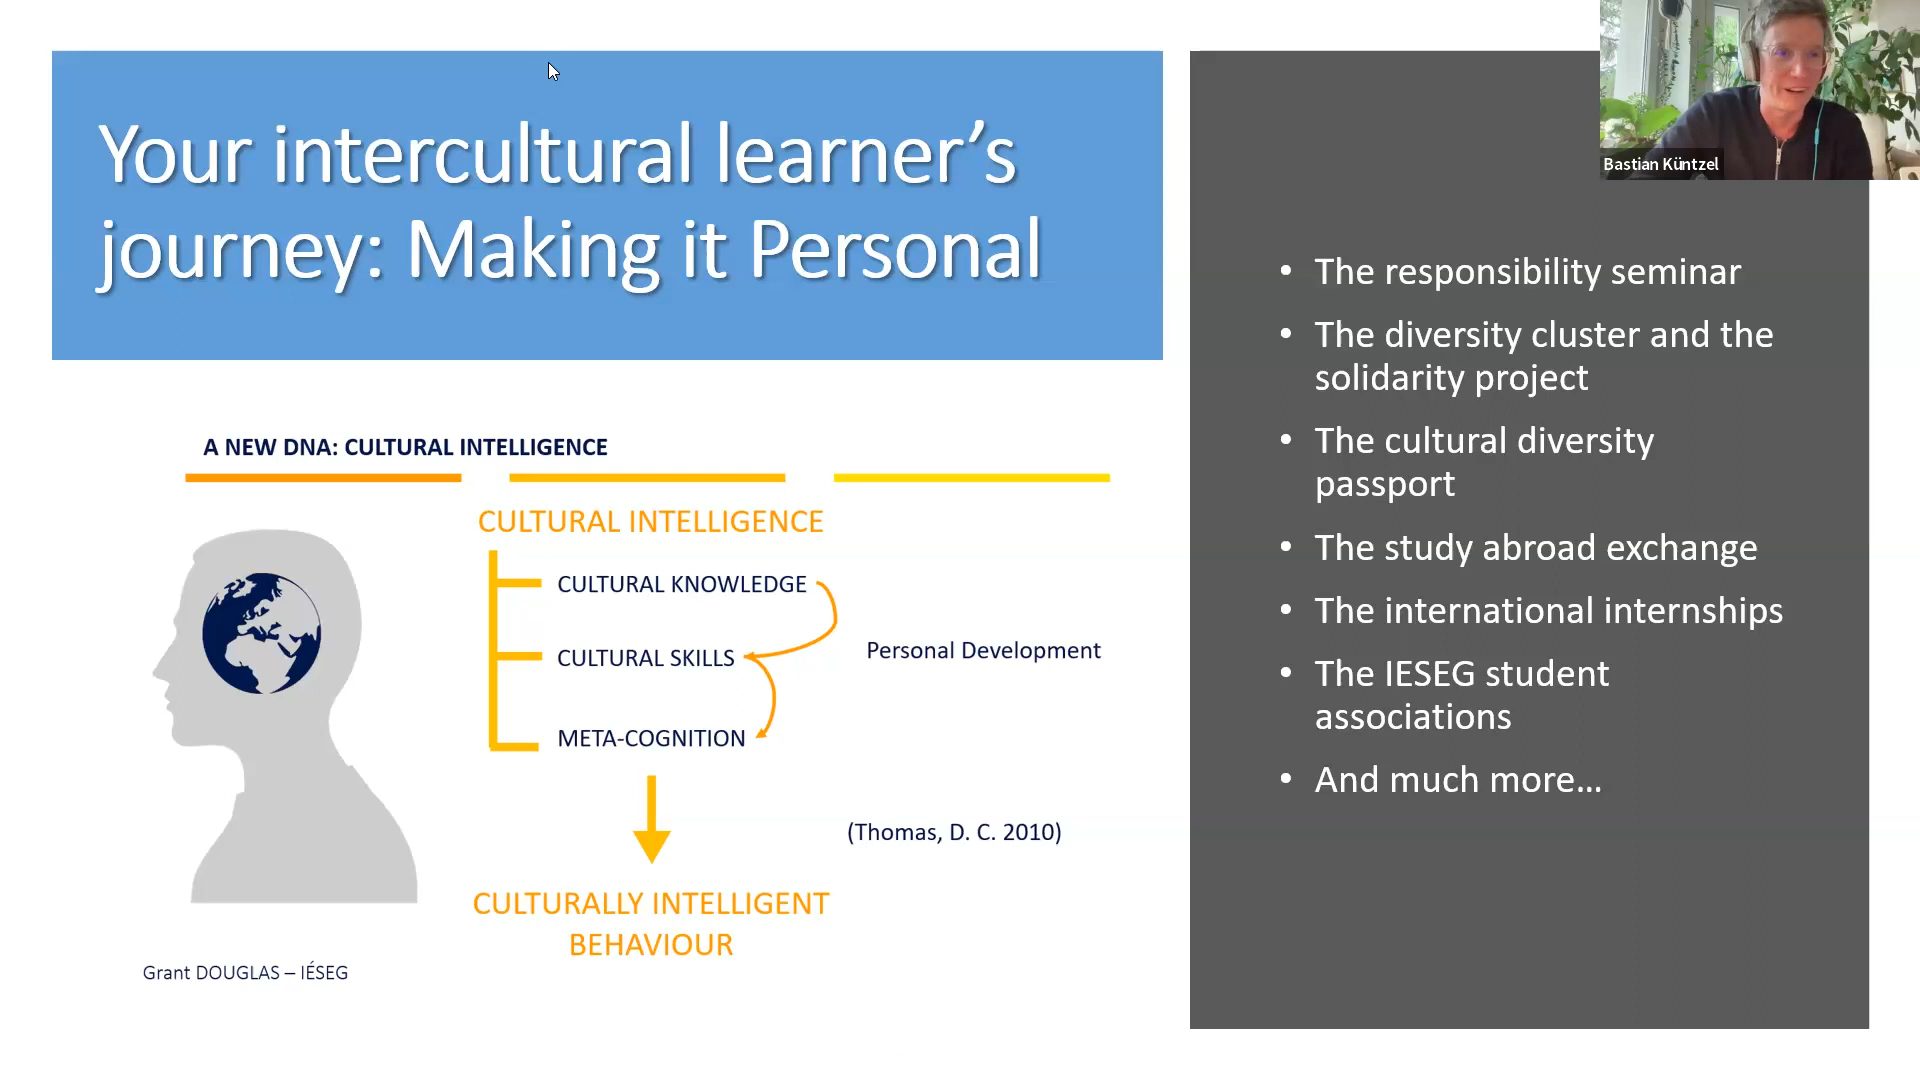 Your intercultural learner’s
journey: Making it Personal
A NEW DNA: CULTURAL INTELLIGENCE
CULTURAL INTELLIGENCE
CULTURAL KNOWLEDGE
CULTURAL SKILLS
META-COGNITION
Personal Development
(Thomas, D. C. 2010)
CULTURALLY INTELLIGENT
BEHAVIOUR
Grant DOUGLAS – IÉSEG
Bastian Küntzel
• The responsibility seminar
• The diversity cluster and the
solidarity project
• The cultural diversity
passport
• The study abroad exchange
• The international internships
• The IESEG student
associations
• And much more...